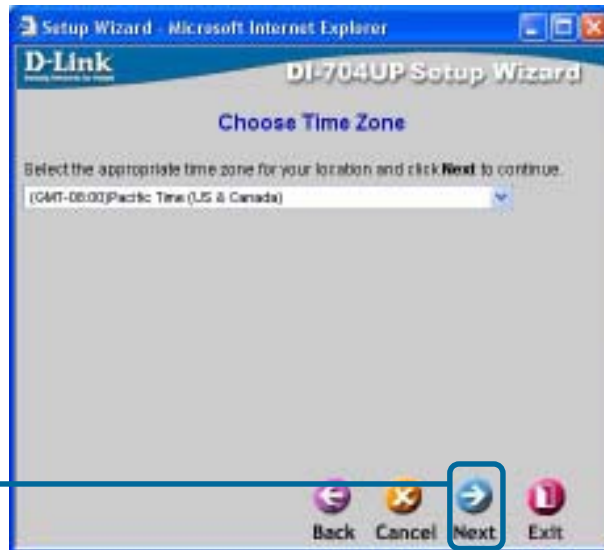 Setup Wizard - Microsoft Internet Explorer
D-Link
DI-704UP Setup Wizard
Choose Time Zone
Select the appropriate time zone for your location and click Next to continue.
(GMT-08:00)Pacific Time (US & Canada)
Back Cancel Next Exit